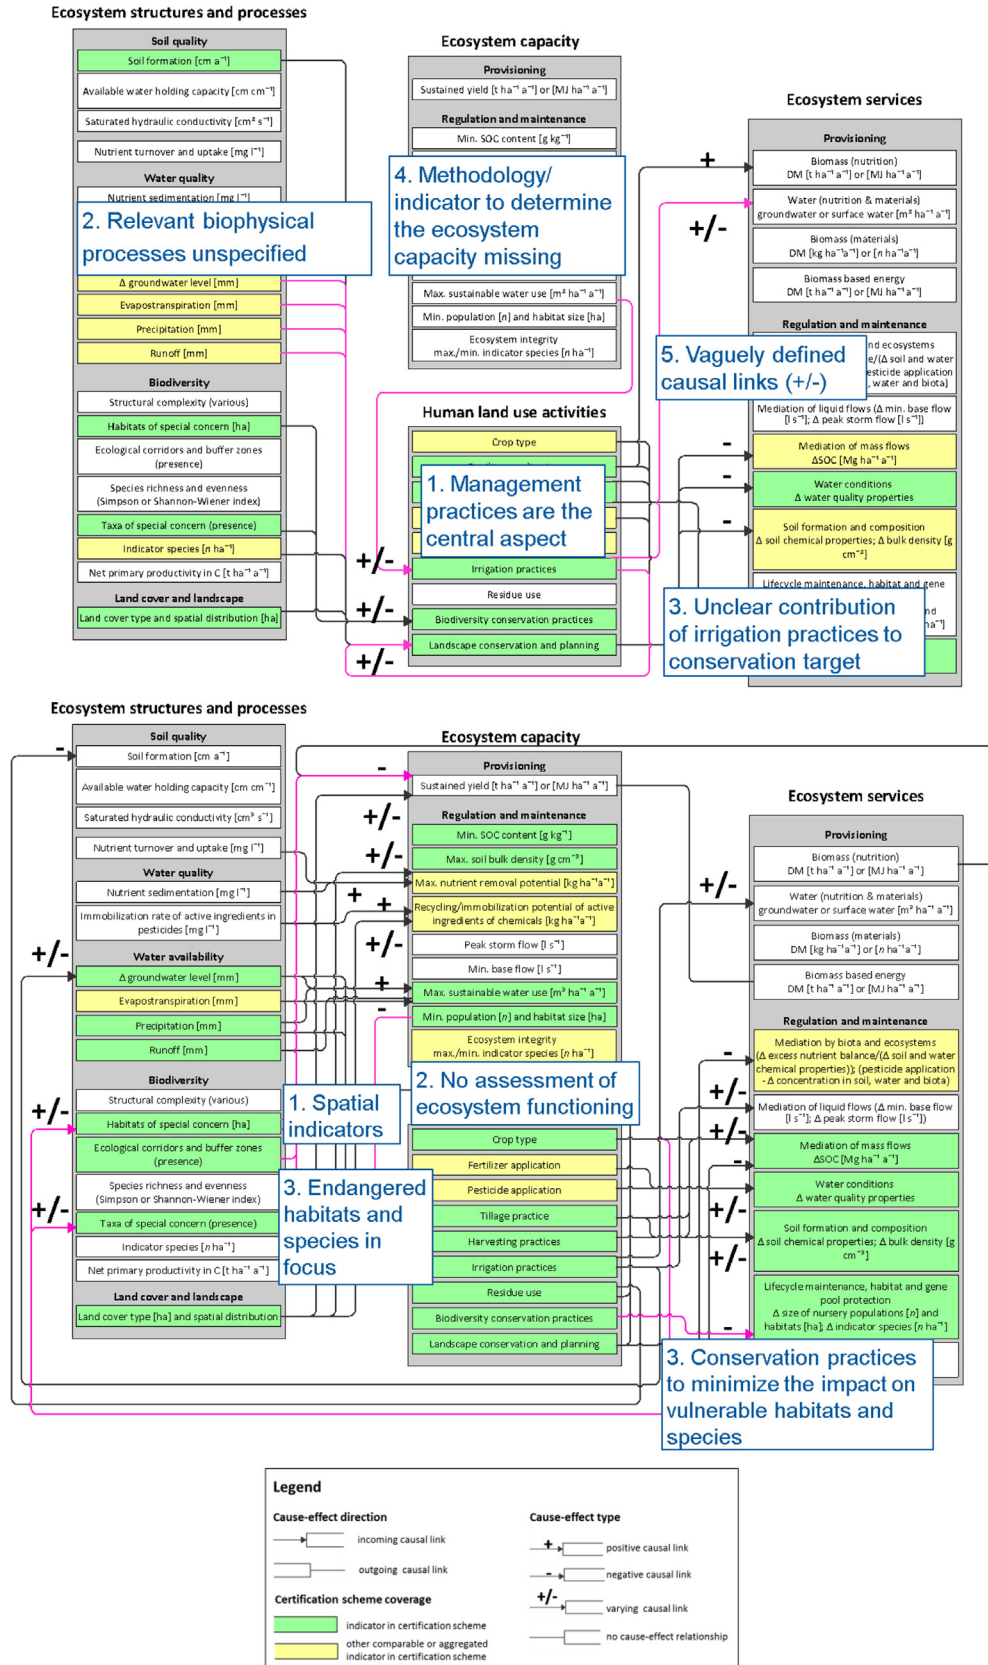 Ecosystem structures and processes
Soil quality
Soil formation [cm a⁻¹]
Available water holding capacity [cm cm⁻¹]
Saturated hydraulic conductivity [cm³ s⁻¹]
Nutrient turnover and uptake [mg l⁻¹]
Water quality
Nutrient sedimentation [mg l⁻¹]
2. Relevant biophysical
processes unspecified
Δ groundwater level [mm]
Evapostranspiration [mm]
Precipitation [mm]
Runoff [mm]
Biodiversity
Structural complexity (various)
Habitats of special concern [ha]
Ecological corridors and buffer zones
(presence)
Species richness and evenness
(Simpson or Shannon-Wiener index)
Taxa of special concern (presence)
Indicator species [n ha⁻¹]
Net primary productivity in C [t ha⁻¹ a⁻¹]
Land cover and landscape
Land cover type and spatial distribution [ha]
Ecosystem capacity
Provisioning
Sustained yield [t ha⁻¹ a⁻¹] or [MJ ha⁻¹ a⁻¹]
Regulation and maintenance
Min. SOC content [g kg⁻¹]
4. Methodology/
indicator to determine
the ecosystem
capacity missing
Max. sustainable water use [m³ ha⁻¹ a⁻¹]
Min. population [n] and habitat size [ha]
Ecosystem integrity
max./min. indicator species [n ha⁻¹]
Human land use activities
Crop type
1. Management
practices are the
central aspect
Irrigation practices
Residue use
Biodiversity conservation practices
Landscape conservation and planning
+/-
+/-
+/-
Ecosystem services
Provisioning
Biomass (nutrition)
DM [t ha⁻¹ a⁻¹] or [MJ ha⁻¹a⁻¹]
Water (nutrition & materials)
groundwater or surface water [m³ ha⁻¹ a⁻¹]
Biomass (materials)
DM [kg ha⁻¹a⁻¹] or [n ha⁻¹a⁻¹]
Biomass based energy
DM [t ha⁻¹a⁻¹] or [MJ ha⁻¹a⁻¹]
Regulation and maintenance
nd ecosystems
e/(Δ soil and water
pesticide application
, water and biota)
5. Vaguely defined
causal links (+/-)
Mediation of liquid flows (Δ min. base flow
[l s⁻¹]; Δ peak storm flow [l s⁻¹])
Mediation of mass flows
ΔSOC [Mg ha⁻¹ a⁻¹]
Water conditions
Δ water quality properties
Soil formation and composition
Δ soil chemical properties; Δ bulk density [g
cm⁻³]
Lifecycle maintenance, habitat and gene
nd
ha⁻¹]
3. Unclear contribution
of irrigation practices to
conservation target
+
+/-
-
-
-
Ecosystem structures and processes
Soil quality
Soil formation [cm a⁻¹]
Available water holding capacity [cm cm⁻¹]
Saturated hydraulic conductivity [cm³ s⁻¹]
Nutrient turnover and uptake [mg l⁻¹]
Water quality
Nutrient sedimentation [mg l⁻¹]
Immobilization rate of active ingredients in
pesticides [mg l⁻¹]
Water availability
Δ groundwater level [mm]
Evapostranspiration [mm]
Precipitation [mm]
Runoff [mm]
Biodiversity
Structural complexity (various)
Habitats of special concern [ha]
Ecological corridors and buffer zones
(presence)
Species richness and evenness
(Simpson or Shannon-Wiener index)
Taxa of special concern (presence)
Indicator species [n ha⁻¹]
Net primary productivity in C [t ha⁻¹ a⁻¹]
Land cover and landscape
Land cover type [ha] and spatial distribution
-
+/-
+/-
+/-
1. Spatial
indicators
3. Endangered
habitats and
species in
focus
Ecosystem capacity
Provisioning
Sustained yield [t ha⁻¹ a⁻¹] or [MJ ha⁻¹ a⁻¹]
Regulation and maintenance
Min. SOC content [g kg⁻¹]
Max. soil bulk density [g cm⁻³]
Max. nutrient removal potential [kg ha⁻¹a⁻¹]
Recycling/immobilization potential of active
ingredients of chemicals [kg ha⁻¹a⁻¹]
Peak storm flow [l s⁻¹]
Min. base flow [l s⁻¹]
Max. sustainable water use [m³ ha⁻¹ a⁻¹]
Min. population [n] and habitat size [ha]
Ecosystem integrity
max./min. indicator species [n ha⁻¹]
2. No assessment of
ecosystem functioning
Crop type
Fertilizer application
Pesticide application
Tillage practice
Harvesting practices
Irrigation practices
Residue use
Biodiversity conservation practices
Landscape conservation and planning
-
+/-
+/-
+ +
+/-
+
-
Ecosystem services
Provisioning
Biomass (nutrition)
DM [t ha⁻¹a⁻¹] or [MJ ha⁻¹a⁻¹]
Water (nutrition & materials)
groundwater or surface water [m³ ha⁻¹ a⁻¹]
Biomass (materials)
DM [kg ha⁻¹a⁻¹] or [n ha⁻¹a⁻¹]
Biomass based energy
DM [t ha⁻¹a⁻¹] or [MJ ha⁻¹a⁻¹]
Regulation and maintenance
Mediation by biota and ecosystems
(Δ excess nutrient balance/(Δ soil and water
chemical properties)); (pesticide application
- Δ concentration in soil, water and biota)
Mediation of liquid flows (Δ min. base flow
[l s⁻¹]; Δ peak storm flow [l s⁻¹])
Mediation of mass flows
ΔSOC [Mg ha⁻¹ a⁻¹]
Water conditions
Δ water quality properties
Soil formation and composition
Δ soil chemical properties; Δ bulk density [g
cm⁻³]
Lifecycle maintenance, habitat and gene
pool protection
Δ size of nursery populations [n] and
habitats [ha]; Δ indicator species [n ha⁻¹]
+/-
-
+/-
+/-
-
+/-
-
3. Conservation practices
to minimize the impact on
vulnerable habitats and
species
Legend
Cause-effect direction
incoming causal link
outgoing causal link
Certification scheme coverage
indicator in certification scheme
other comparable or aggregated
indicator in certification scheme
Cause-effect type
+ positive causal link
- negative causal link
+/- varying causal link
no cause-effect relationship